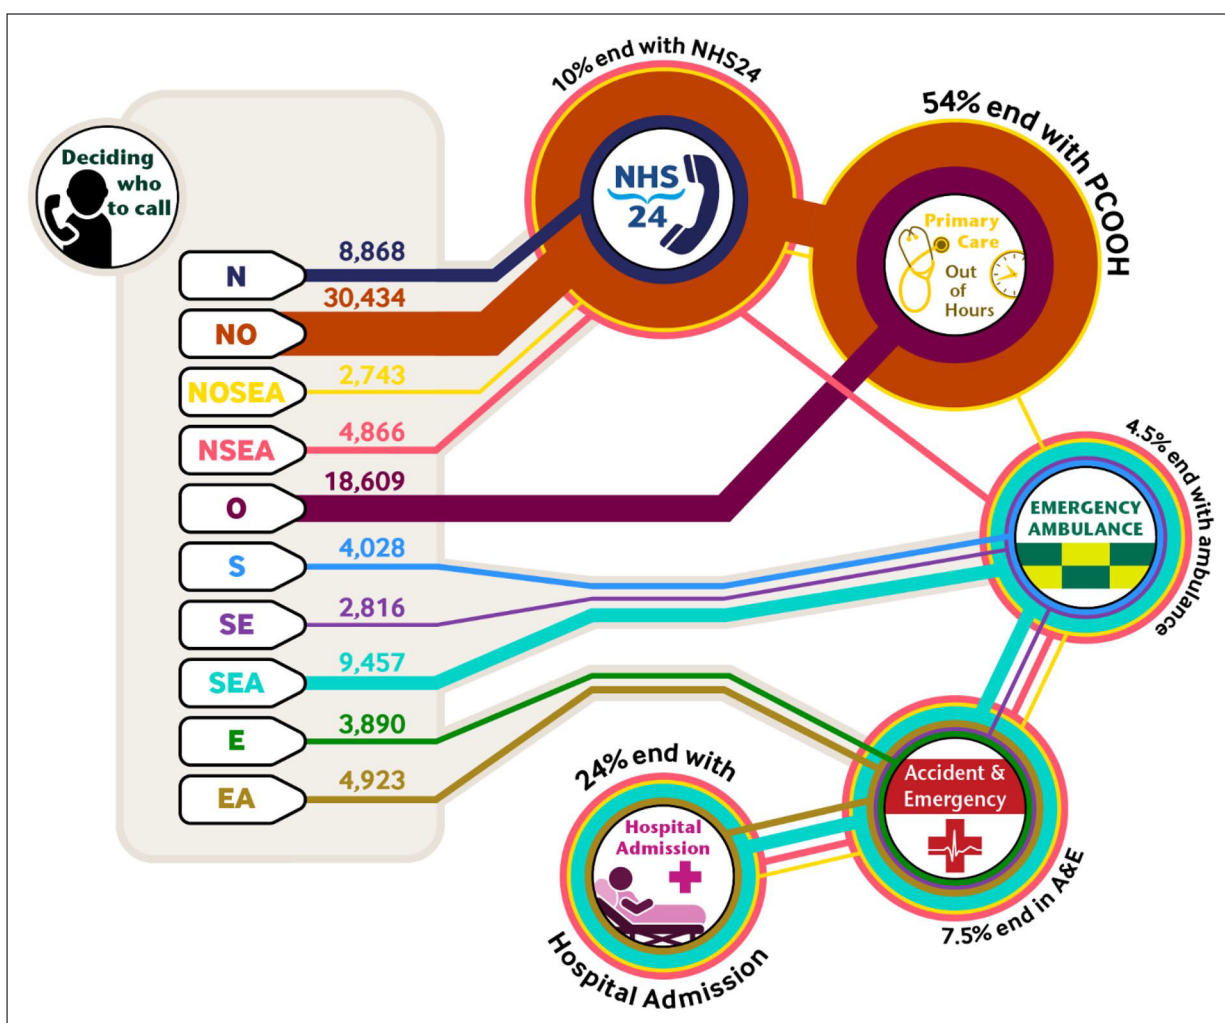 Deciding
who
to call
N
8,868
NO
30,434
NOSEA
2,743
NSEA
4,866
O
18,609
S
4,028
SE
2,816
SEA
9,457
E
3,890
EA
4,923
10% end with NHS24
NHS
24
54% end with PCOOH
Primary
Care
Out
of
Hours
4.5% end with ambulance
EMERGENCY
AMBULANCE
Accident &
Emergency
7.5% end in A&E
24% end with
Hospital Admission
Hospital
Admission